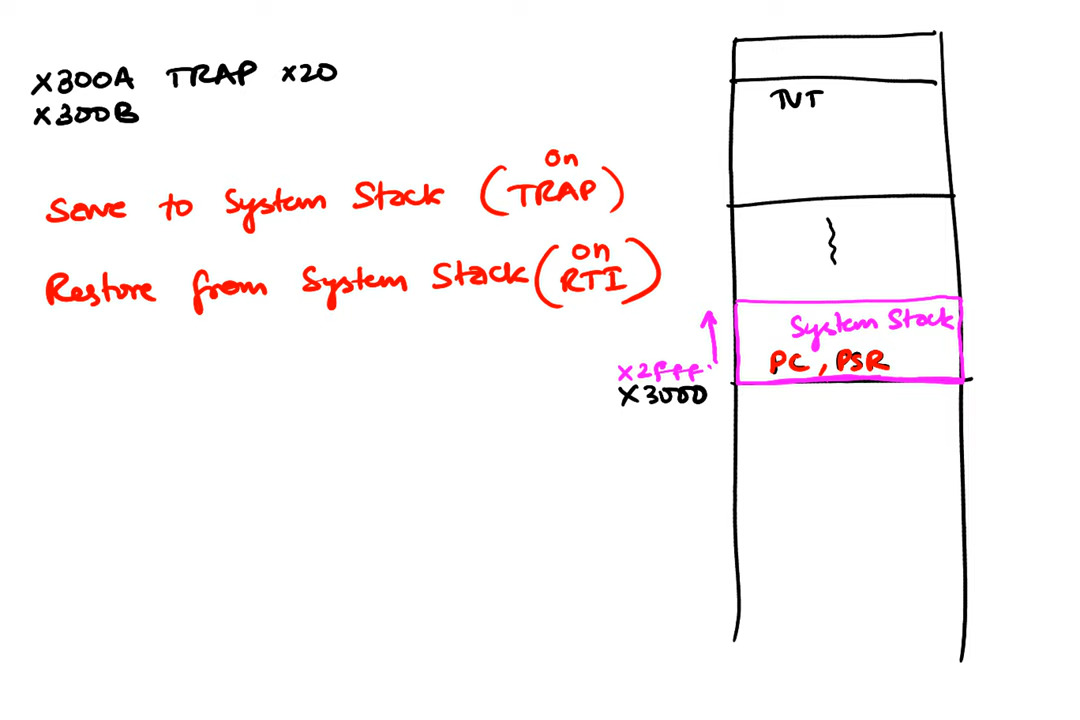 x300A TRAP x20
x300B
Save to System Stack (on TRAP)
Restore from System Stack (on RTI)
TVT
System Stack
PC, PSR
x2fff
x3000